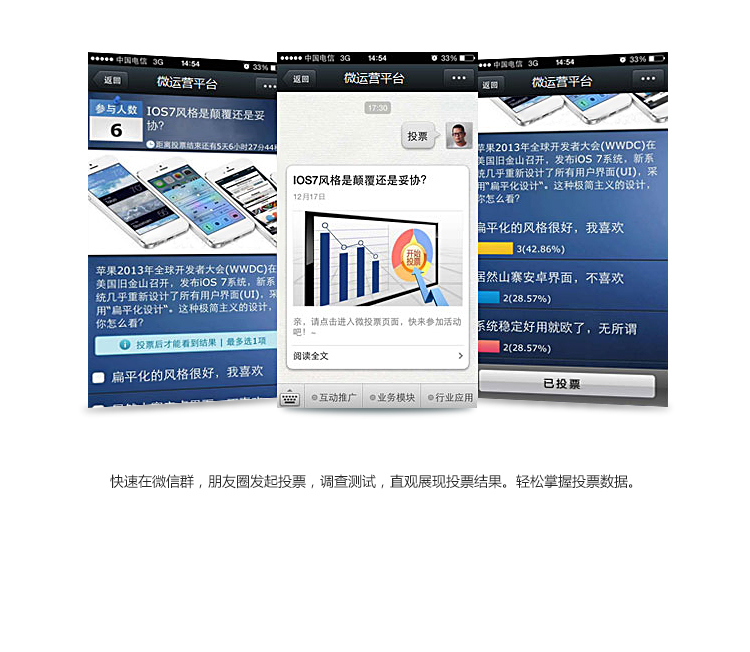 中国电信 3G 14:54 33%
返回 微运营平台
参与人数
6
IOS7风格是颠覆还是妥协?
距离投票结束还有5天6小时27分44
苹果2013年全球开发者大会(WWDC)在
美国旧金山召开，发布iOS 7系统，新系
统几乎重新设计了所有用户界面(UI)，采
用"扁平化设计"。这种极简主义的设计，
你怎么看?
投票后才能看到结果 | 最多选1项
扁平化的风格很好，我喜欢
中国电信 3G 14:54 33%
返回 微运营平台
17:30
投票
IOS7风格是颠覆还是妥协?
12月17日
开始
投票
亲，请点击进入微投票页面，快来参加活动
吧！~
阅读全文
互动推广 业务模块 行业应用
中国电信 3G 14:54 33%
返回 微运营平台
苹果2013年全球开发者大会(WWDC)在
美国旧金山召开，发布iOS 7系统，新系
统几乎重新设计了所有用户界面(UI)，采
用"扁平化设计"。这种极简主义的设计，
你怎么看?
扁平化的风格很好，我喜欢
3(42.86%)
居然山寨安卓界面，不喜欢
2(28.57%)
系统稳定好用就欧了，无所谓
2(28.57%)
已投票
快速在微信群，朋友圈发起投票，调查测试，直观展现投票结果。轻松掌握投票数据。